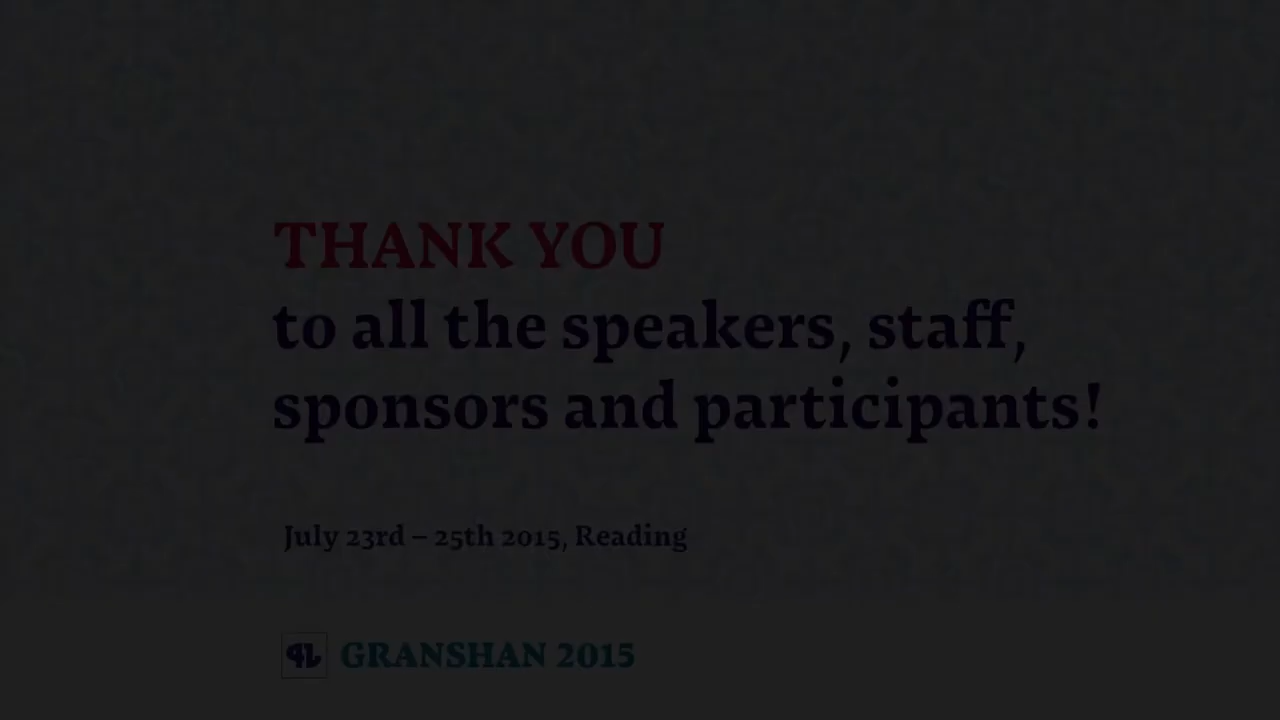 THANK YOU
to all the speakers, staff,
sponsors and participants!
July 23rd – 25th 2015, Reading
GRANSHAN 2015